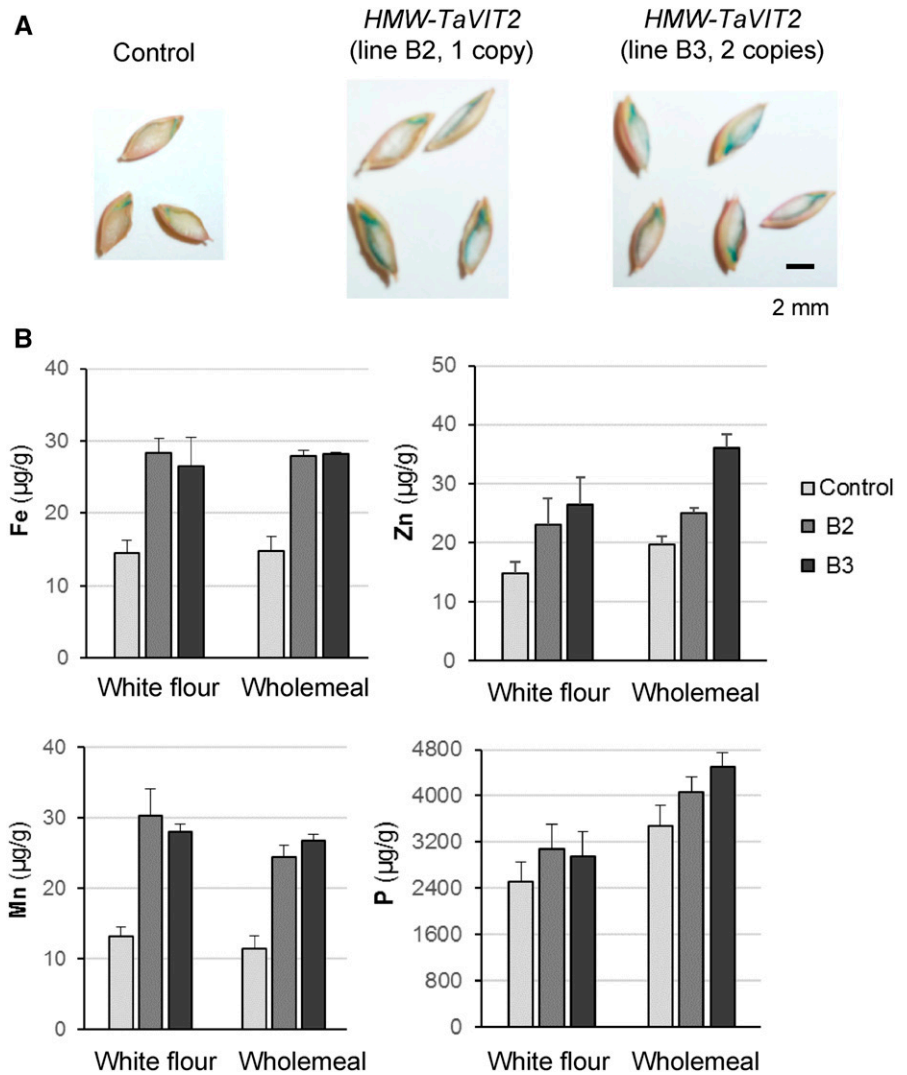 A
Control
HMW-TaVIT2
(line B2, 1 copy)
HMW-TaVIT2
(line B3, 2 copies)
2 mm
B
40
30
20
10
0
Fe (µg/g)
White flour
Wholemeal
50
40
30
20
10
0
Zn (µg/g)
White flour
Wholemeal
Control
B2
B3
40
30
20
10
0
Mn (µg/g)
White flour
Wholemeal
4800
4000
3200
2400
1600
800
0
P (µg/g)
White flour
Wholemeal